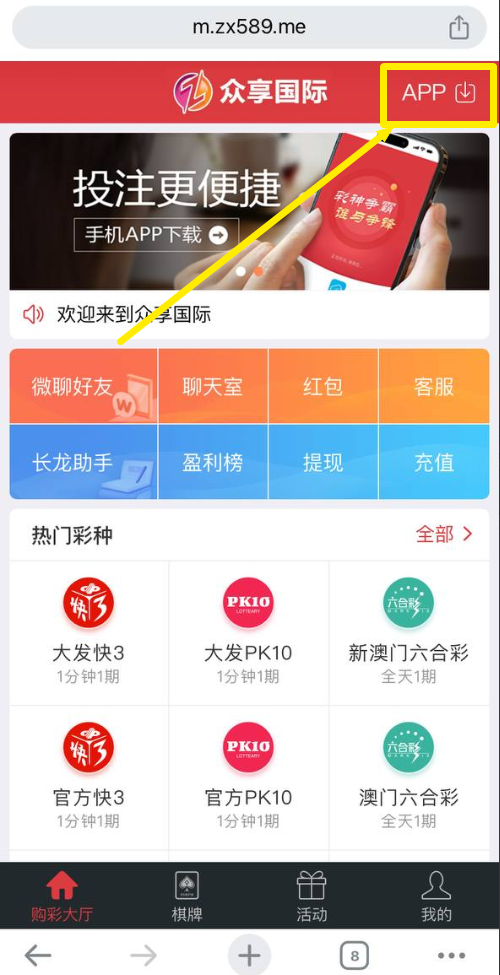 m.zx589.me
众享国际
APP
投注更便捷
手机APP下载
彩神争霸
谁与争锋
欢迎来到众享国际
微聊好友
聊天室
红包
客服
长龙助手
盈利榜
提现
充值
热门彩种
全部
快3
PK10
LOTTEARY
六合彩
大发快3
大发PK10
新澳门六合彩
1分钟1期
1分钟1期
全天1期
快3
PK10
LOTTEARY
六合彩
官方快3
官方PK10
澳门六合彩
1分钟1期
1分钟1期
全天1期
购彩大厅
棋牌
活动
我的
8